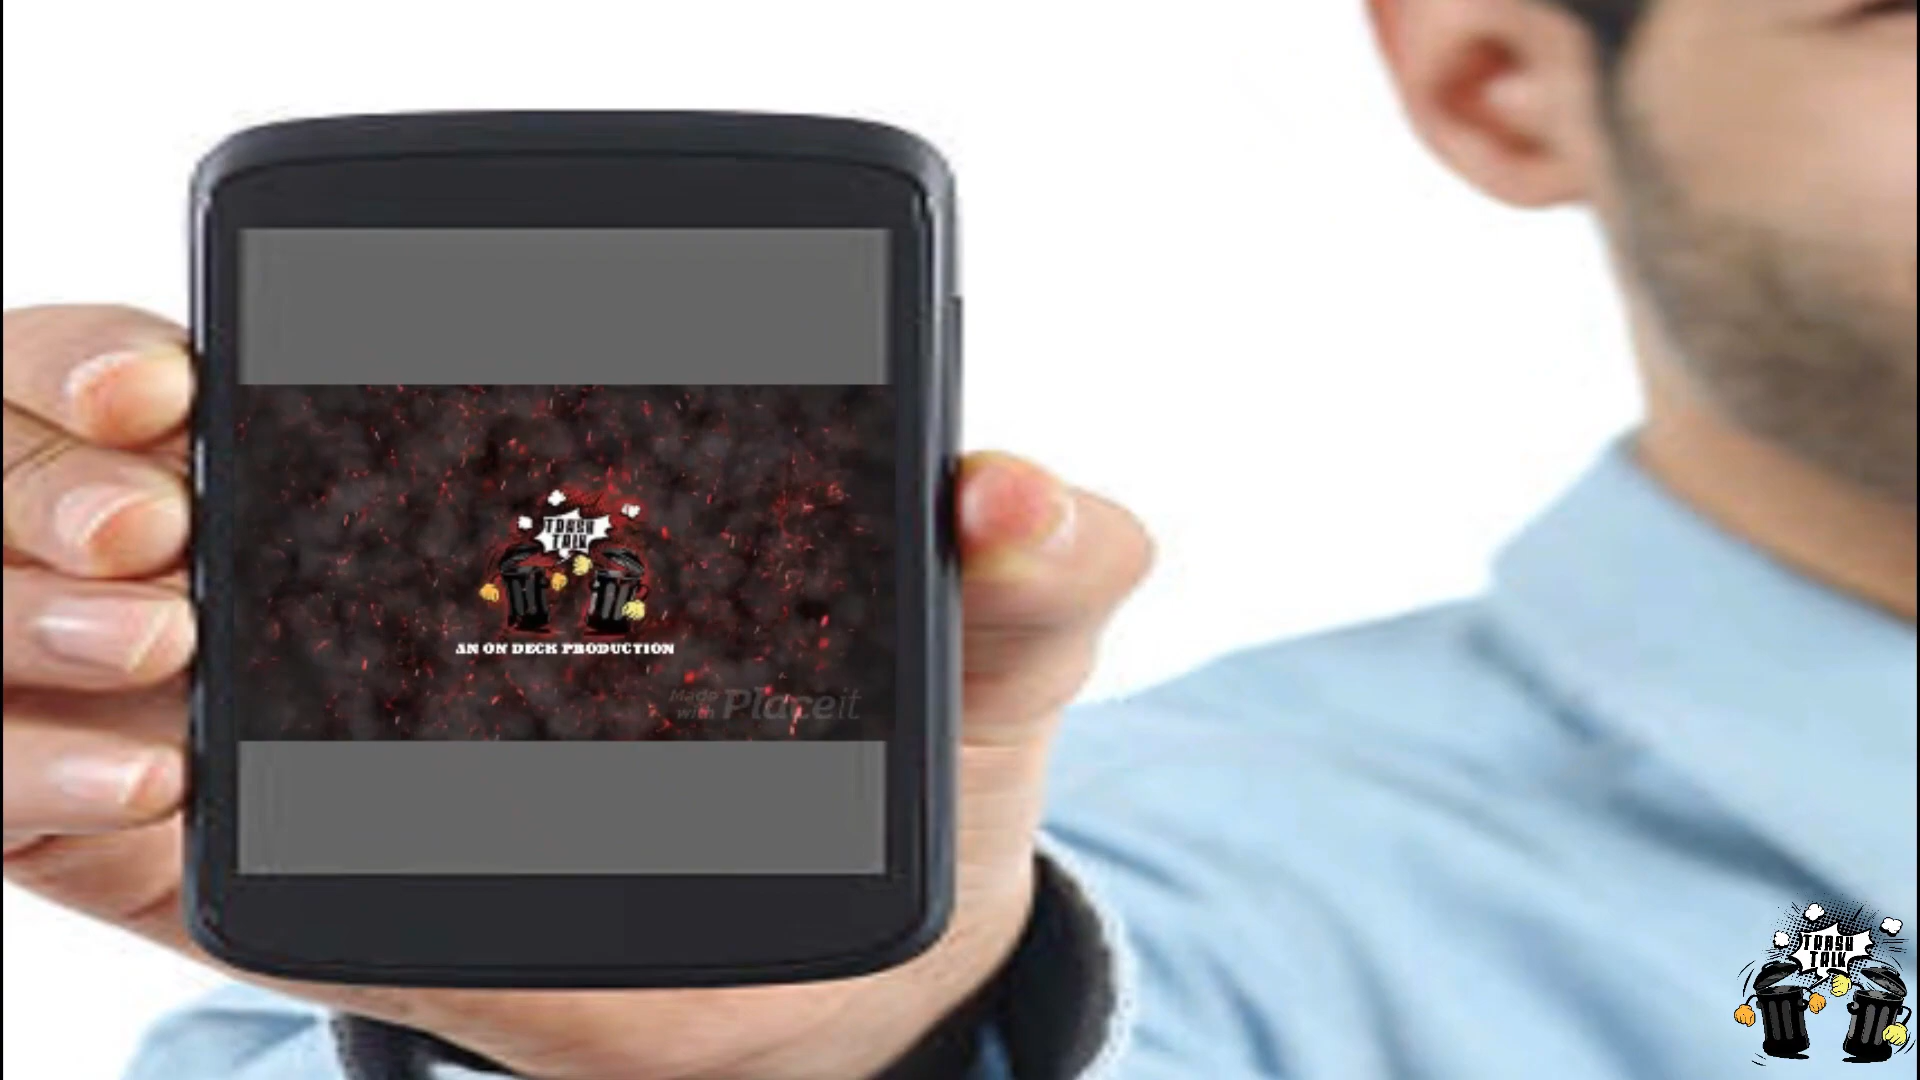 TRASH
TALK
AN ON DECK PRODUCTION
Made
with Placeit
TRASH
TALK